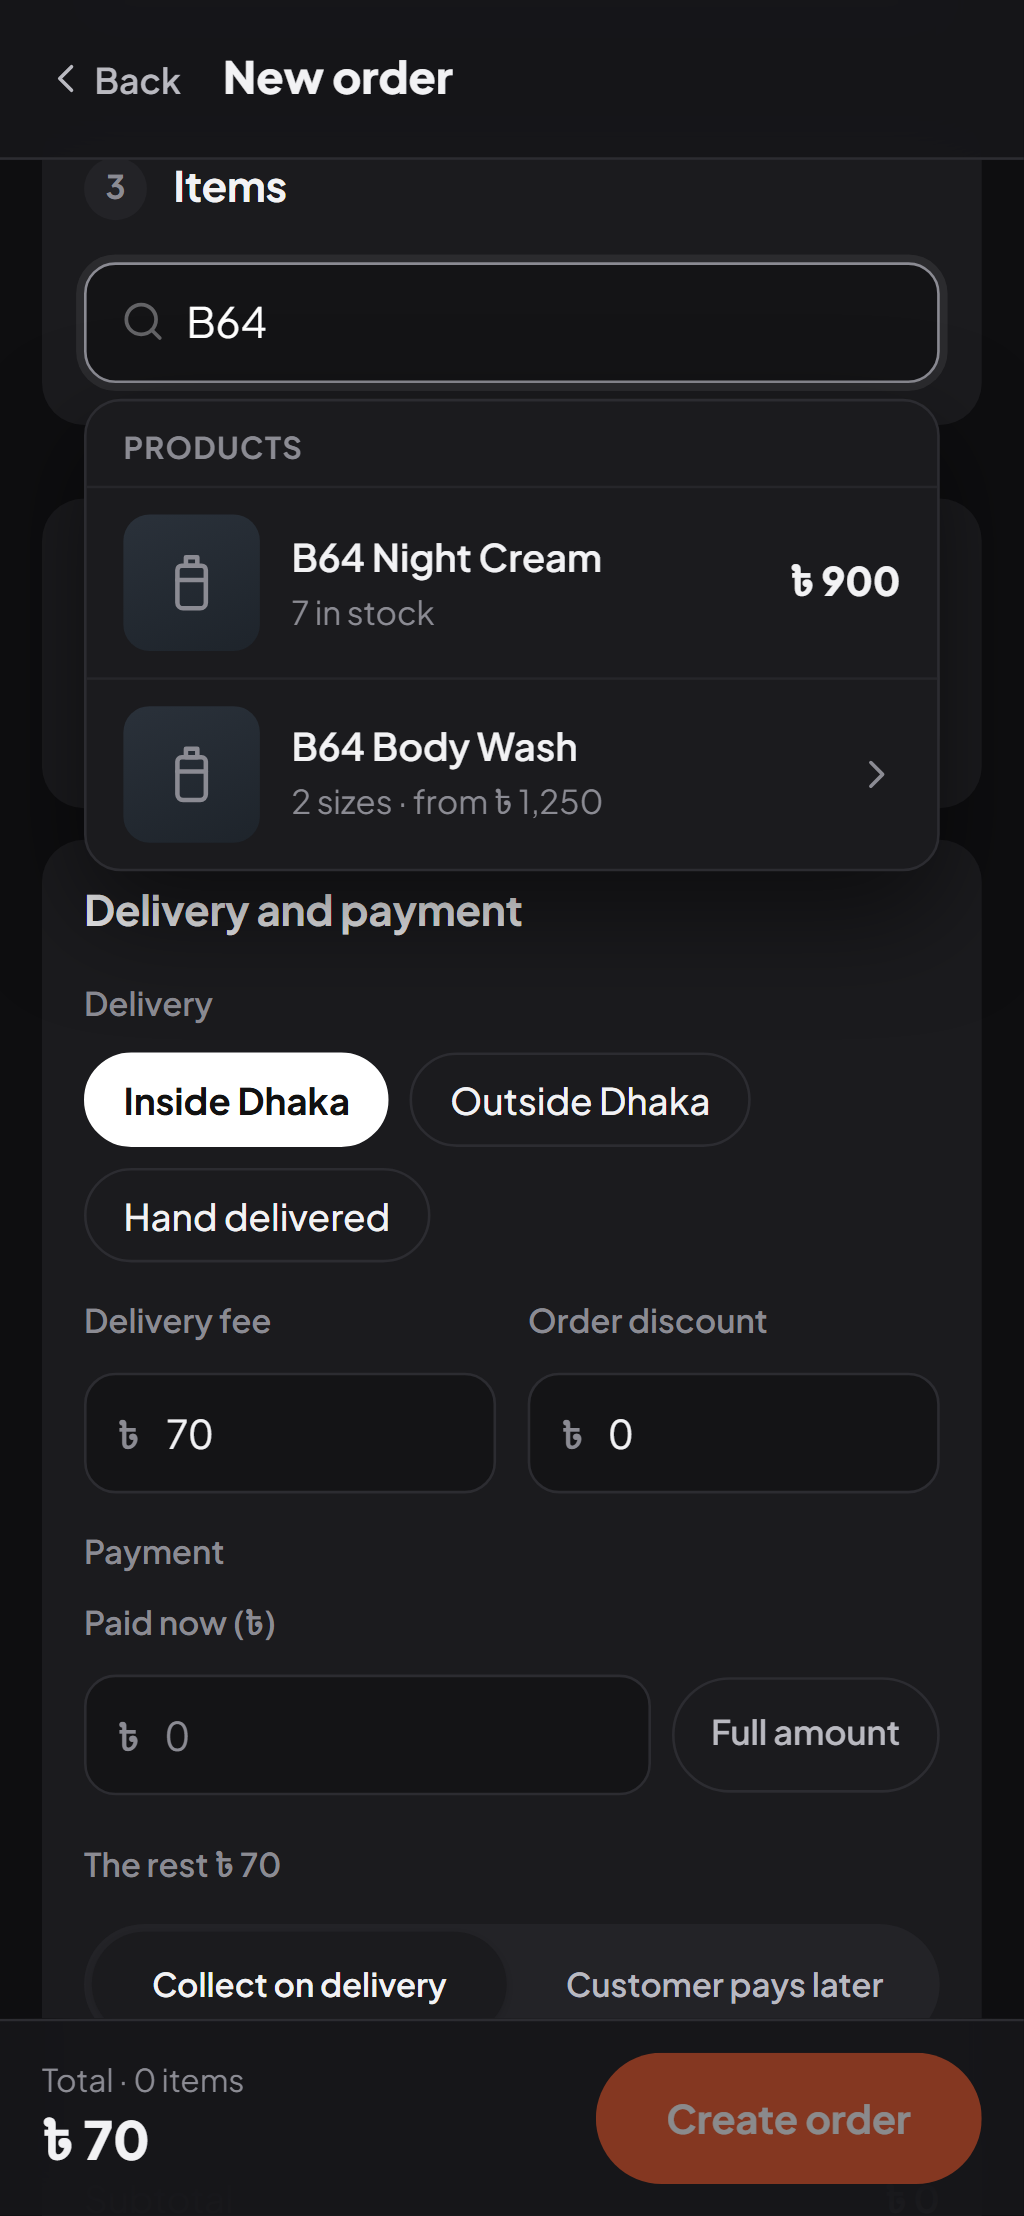 Back New order
3 Items
B64
PRODUCTS
B64 Night Cream
7 in stock
৳ 900
B64 Body Wash
2 sizes · from ৳ 1,250
Delivery and payment
Delivery
Inside Dhaka Outside Dhaka
Hand delivered
Delivery fee Order discount
৳ 70 ৳ 0
Payment
Paid now (৳)
৳ 0 Full amount
The rest ৳ 70
Collect on delivery Customer pays later
Total · 0 items
৳ 70
Create order
Subtotal ৳ 0